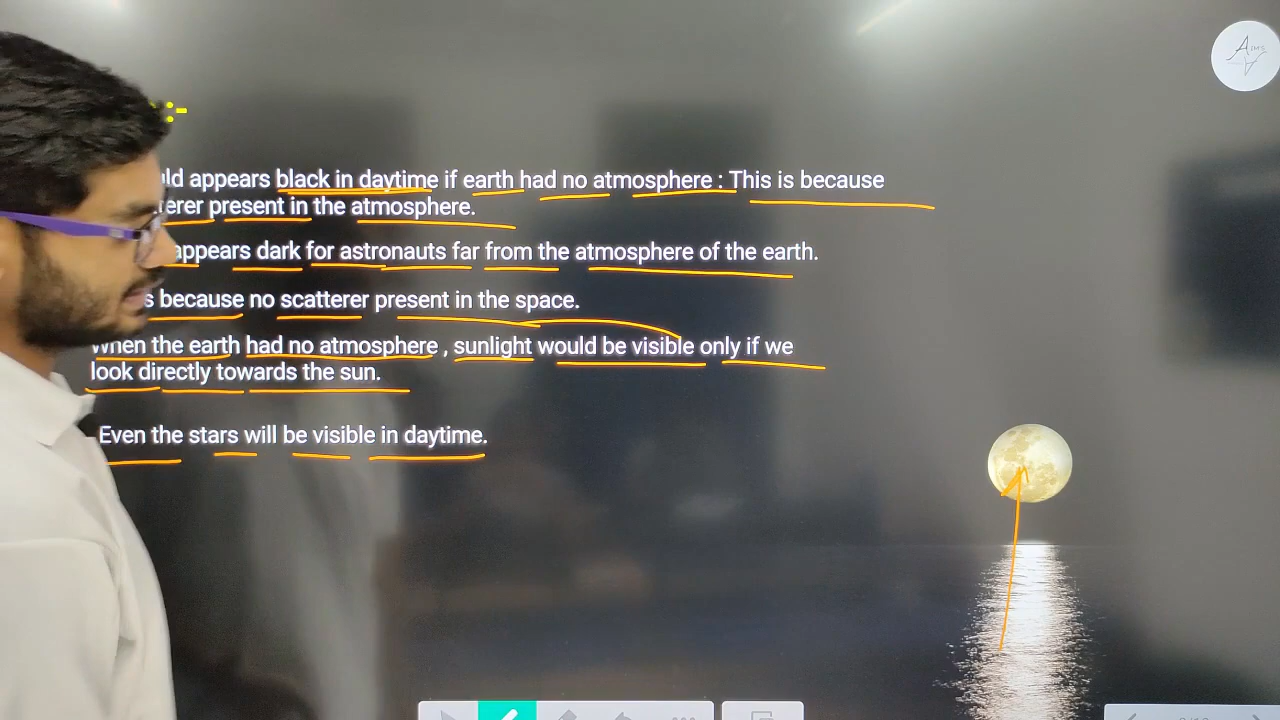 appears black in daytime if earth had no atmosphere : This is because
present in the atmosphere.
appears dark for astronauts far from the atmosphere of the earth.
because no scatterer present in the space.
When the earth had no atmosphere , sunlight would be visible only if we
look directly towards the sun.
Even the stars will be visible in daytime.
AIMS